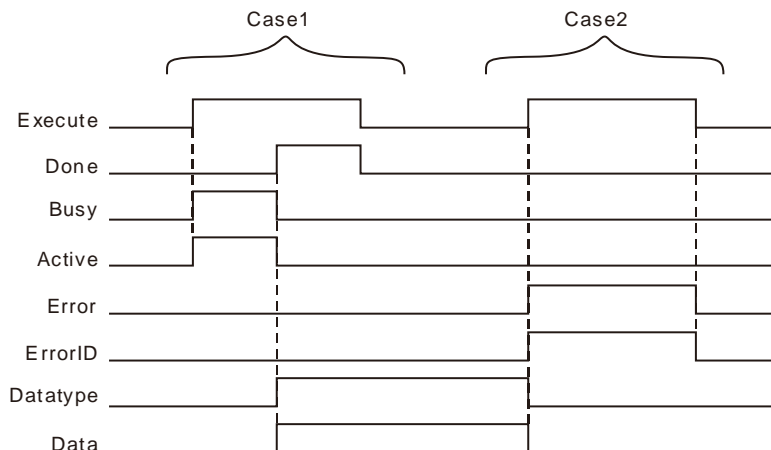 Case1 Case2
Execute
Done
Busy
Active
Error
ErrorID
Datatype
Data